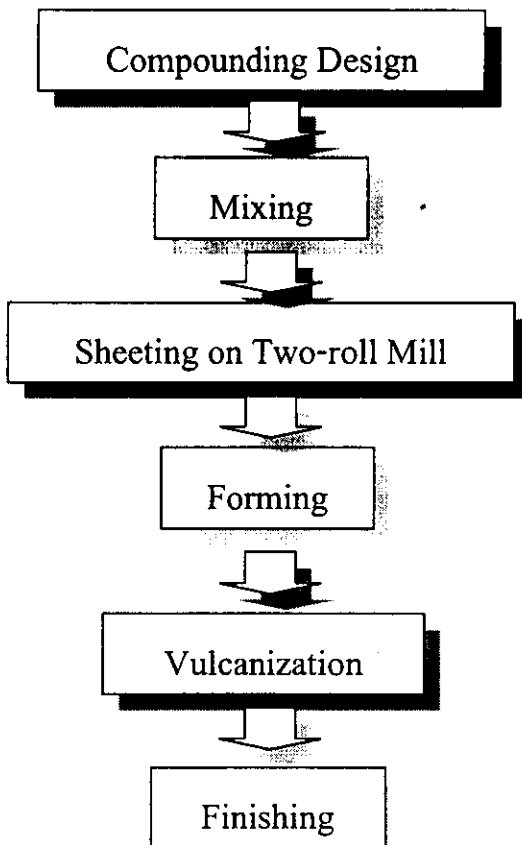 Compounding Design
Mixing
Sheeting on Two-roll Mill
Forming
Vulcanization
Finishing